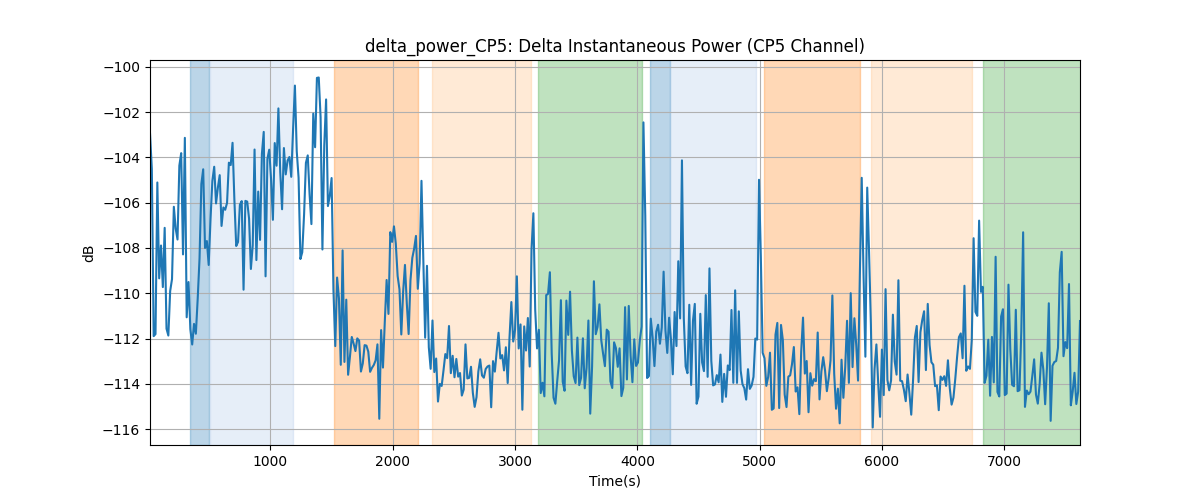 delta_power_CP5: Delta Instantaneous Power (CP5 Channel)
−100
−102
−104
−106
−108
−110
−112
−114
−116
dB
1000 2000 3000 4000 5000 6000 7000
Time(s)